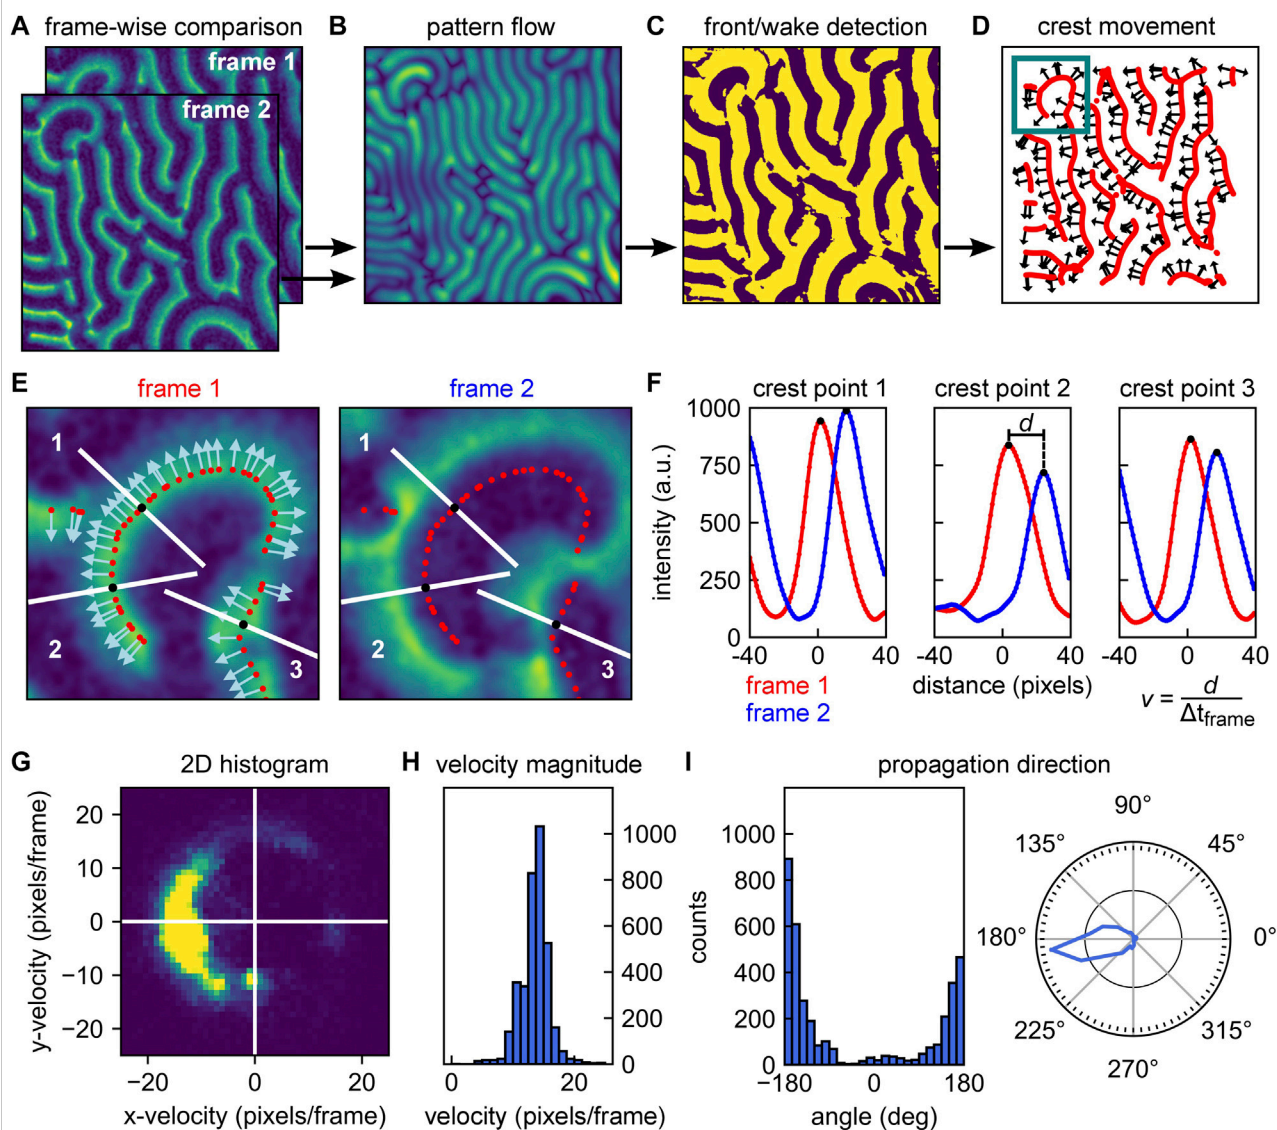 A frame-wise comparison
B pattern flow
C front/wake detection
D crest movement
frame 1
frame 2
E frame 1
frame 2
1
2
3
1
2
3
F crest point 1
crest point 2
crest point 3
1000
750
500
250
0
intensity (a.u.)
d
-40 0 40
-40 0 40
-40 0 40
distance (pixels)
frame 1
frame 2
v = d / Δt frame
G 2D histogram
20
10
0
−10
−20
y-velocity (pixels/frame)
−20 0 20
x-velocity (pixels/frame)
H velocity magnitude
1000
800
600
400
200
0
0 20
velocity (pixels/frame)
I propagation direction
1000
800
600
400
200
0
counts
−180 0 180
angle (deg)
90°
135° 45°
180° 0°
225° 315°
270°